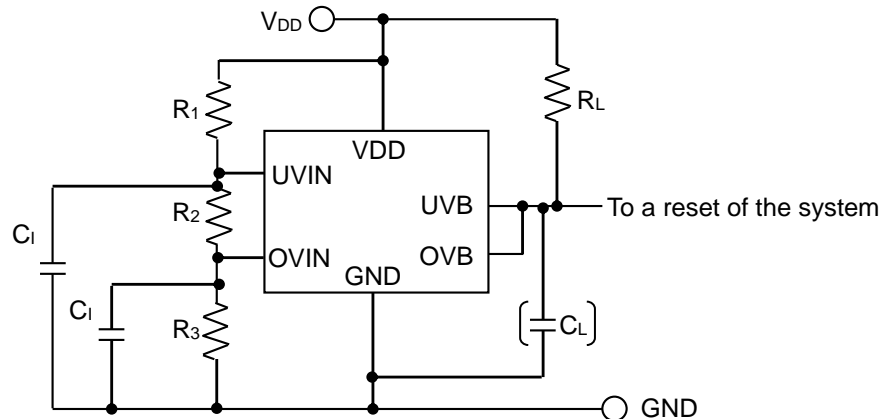 VDD
R1
RL
VDD
UVIN
R2
UVB
To a reset of the system
CI
OVIN
OVB
GND
CI
R3
CL
GND